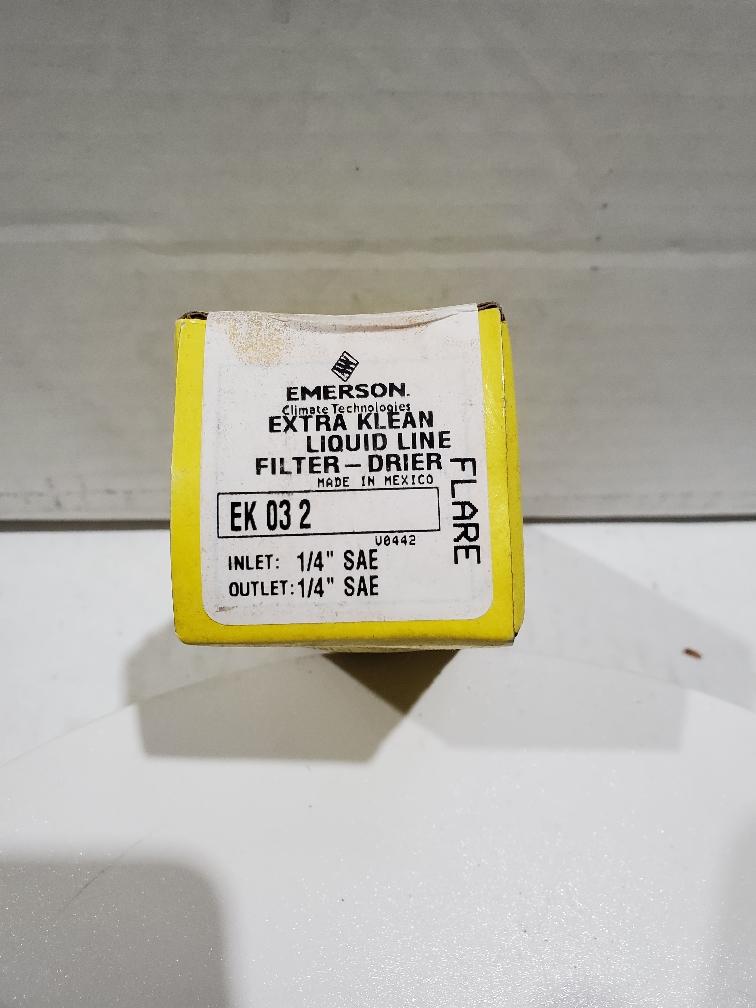 EMERSON.
Climate Technologies
EXTRA KLEAN
LIQUID LINE
FILTER-DRIER
MADE IN MEXICO
FLARE
EK 03 2
V0442
INLET: 1/4" SAE
OUTLET: 1/4" SAE